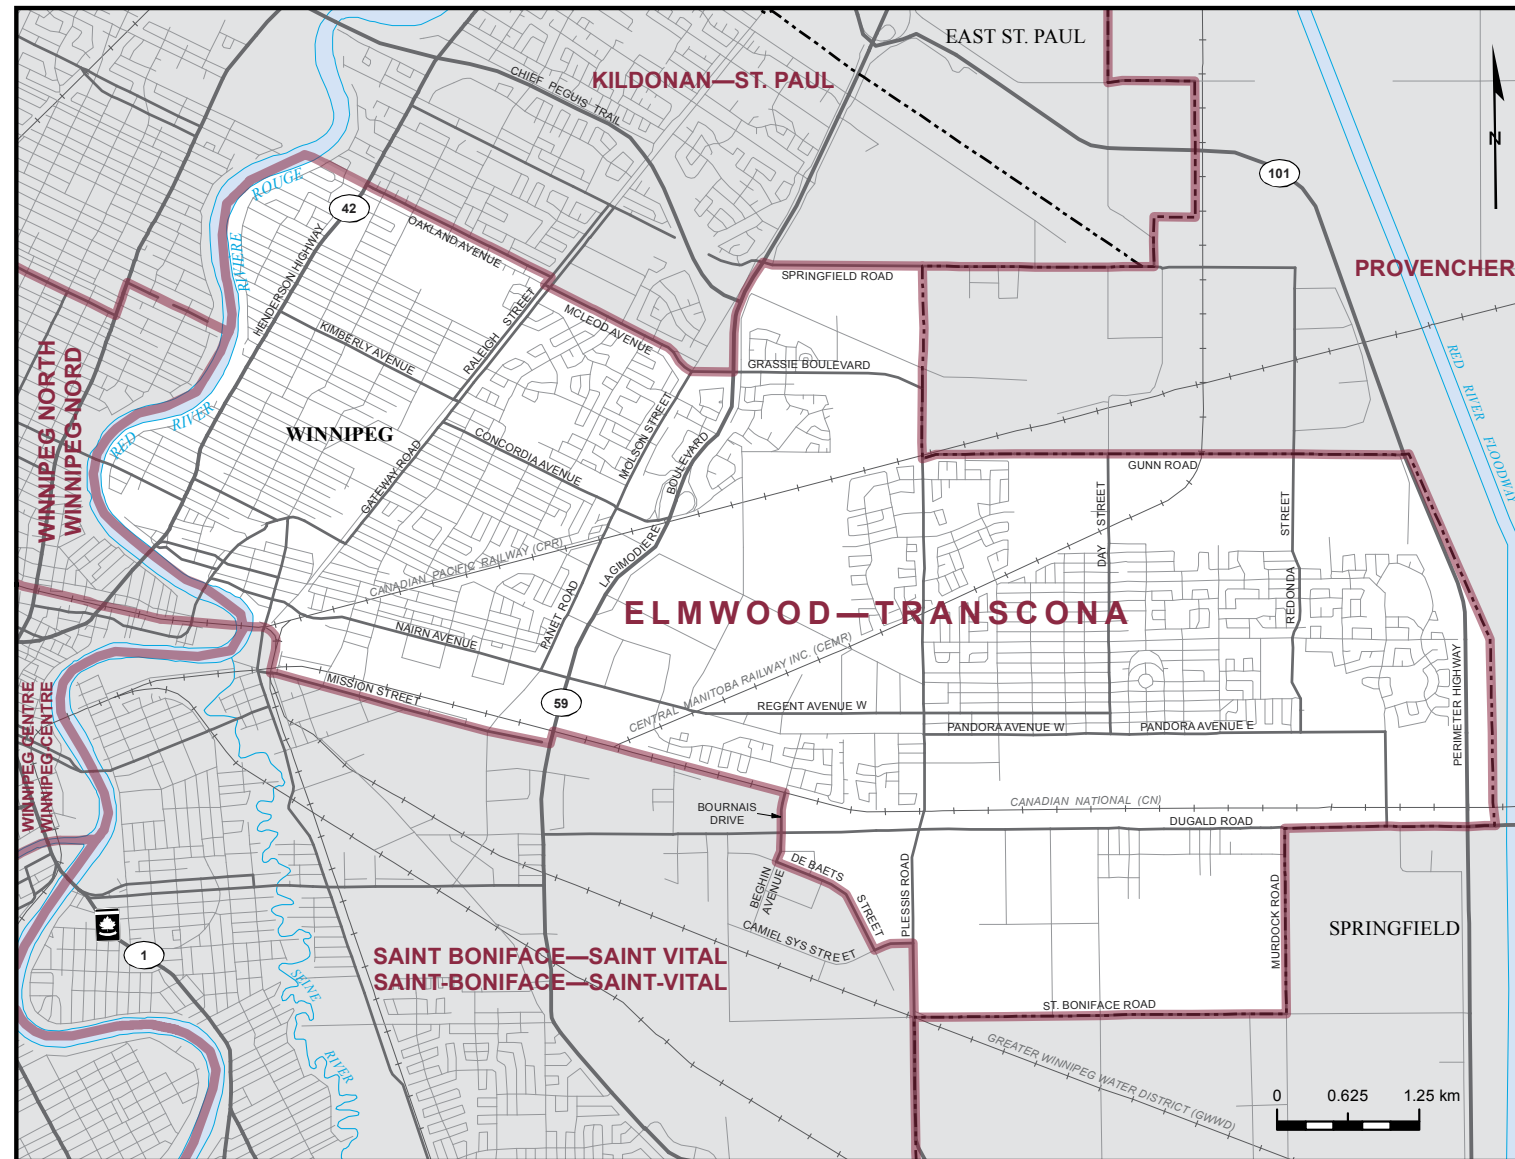 EAST ST. PAUL
KILDONAN—ST. PAUL
CHIEF PEGUIS TRAIL
N
101
ROUGE
RIVIÈRE
42
OAKLAND AVENUE
HENDERSON HIGHWAY
SPRINGFIELD ROAD
PROVENCHER
KIMBERLY AVENUE
RALEIGH STREET
MCLEOD AVENUE
GRASSIE BOULEVARD
RED RIVER FLOODWAY
WINNIPEG NORTH
WINNIPEG-NORD
RED RIVER
WINNIPEG
GATEWAY ROAD
CONCORDIA AVENUE
MOLSON STREET
LAGIMODIERE BOULEVARD
GUNN ROAD
DAY STREET
REDONDA STREET
CANADIAN PACIFIC RAILWAY (CPR)
PANET ROAD
ELMWOOD—TRANSCONA
NAIRN AVENUE
CENTRAL MANITOBA RAILWAY INC. (CEMR)
MISSION STREET
59
REGENT AVENUE W
PANDORA AVENUE W
PANDORA AVENUE E
PERIMETER HIGHWAY
WINNIPEG CENTRE
WINNIPEG-CENTRE
BOURNAIS
DRIVE
CANADIAN NATIONAL (CN)
DUGALD ROAD
DE BAETS STREET
BEGHIN
AVENUE
CAMIEL SYS STREET
PLESSIS ROAD
MURDOCK ROAD
SPRINGFIELD
1
SAINT BONIFACE—SAINT VITAL
SAINT-BONIFACE—SAINT-VITAL
SEINE RIVER
ST. BONIFACE ROAD
GREATER WINNIPEG WATER DISTRICT (GWWD)
0 0.625 1.25 km